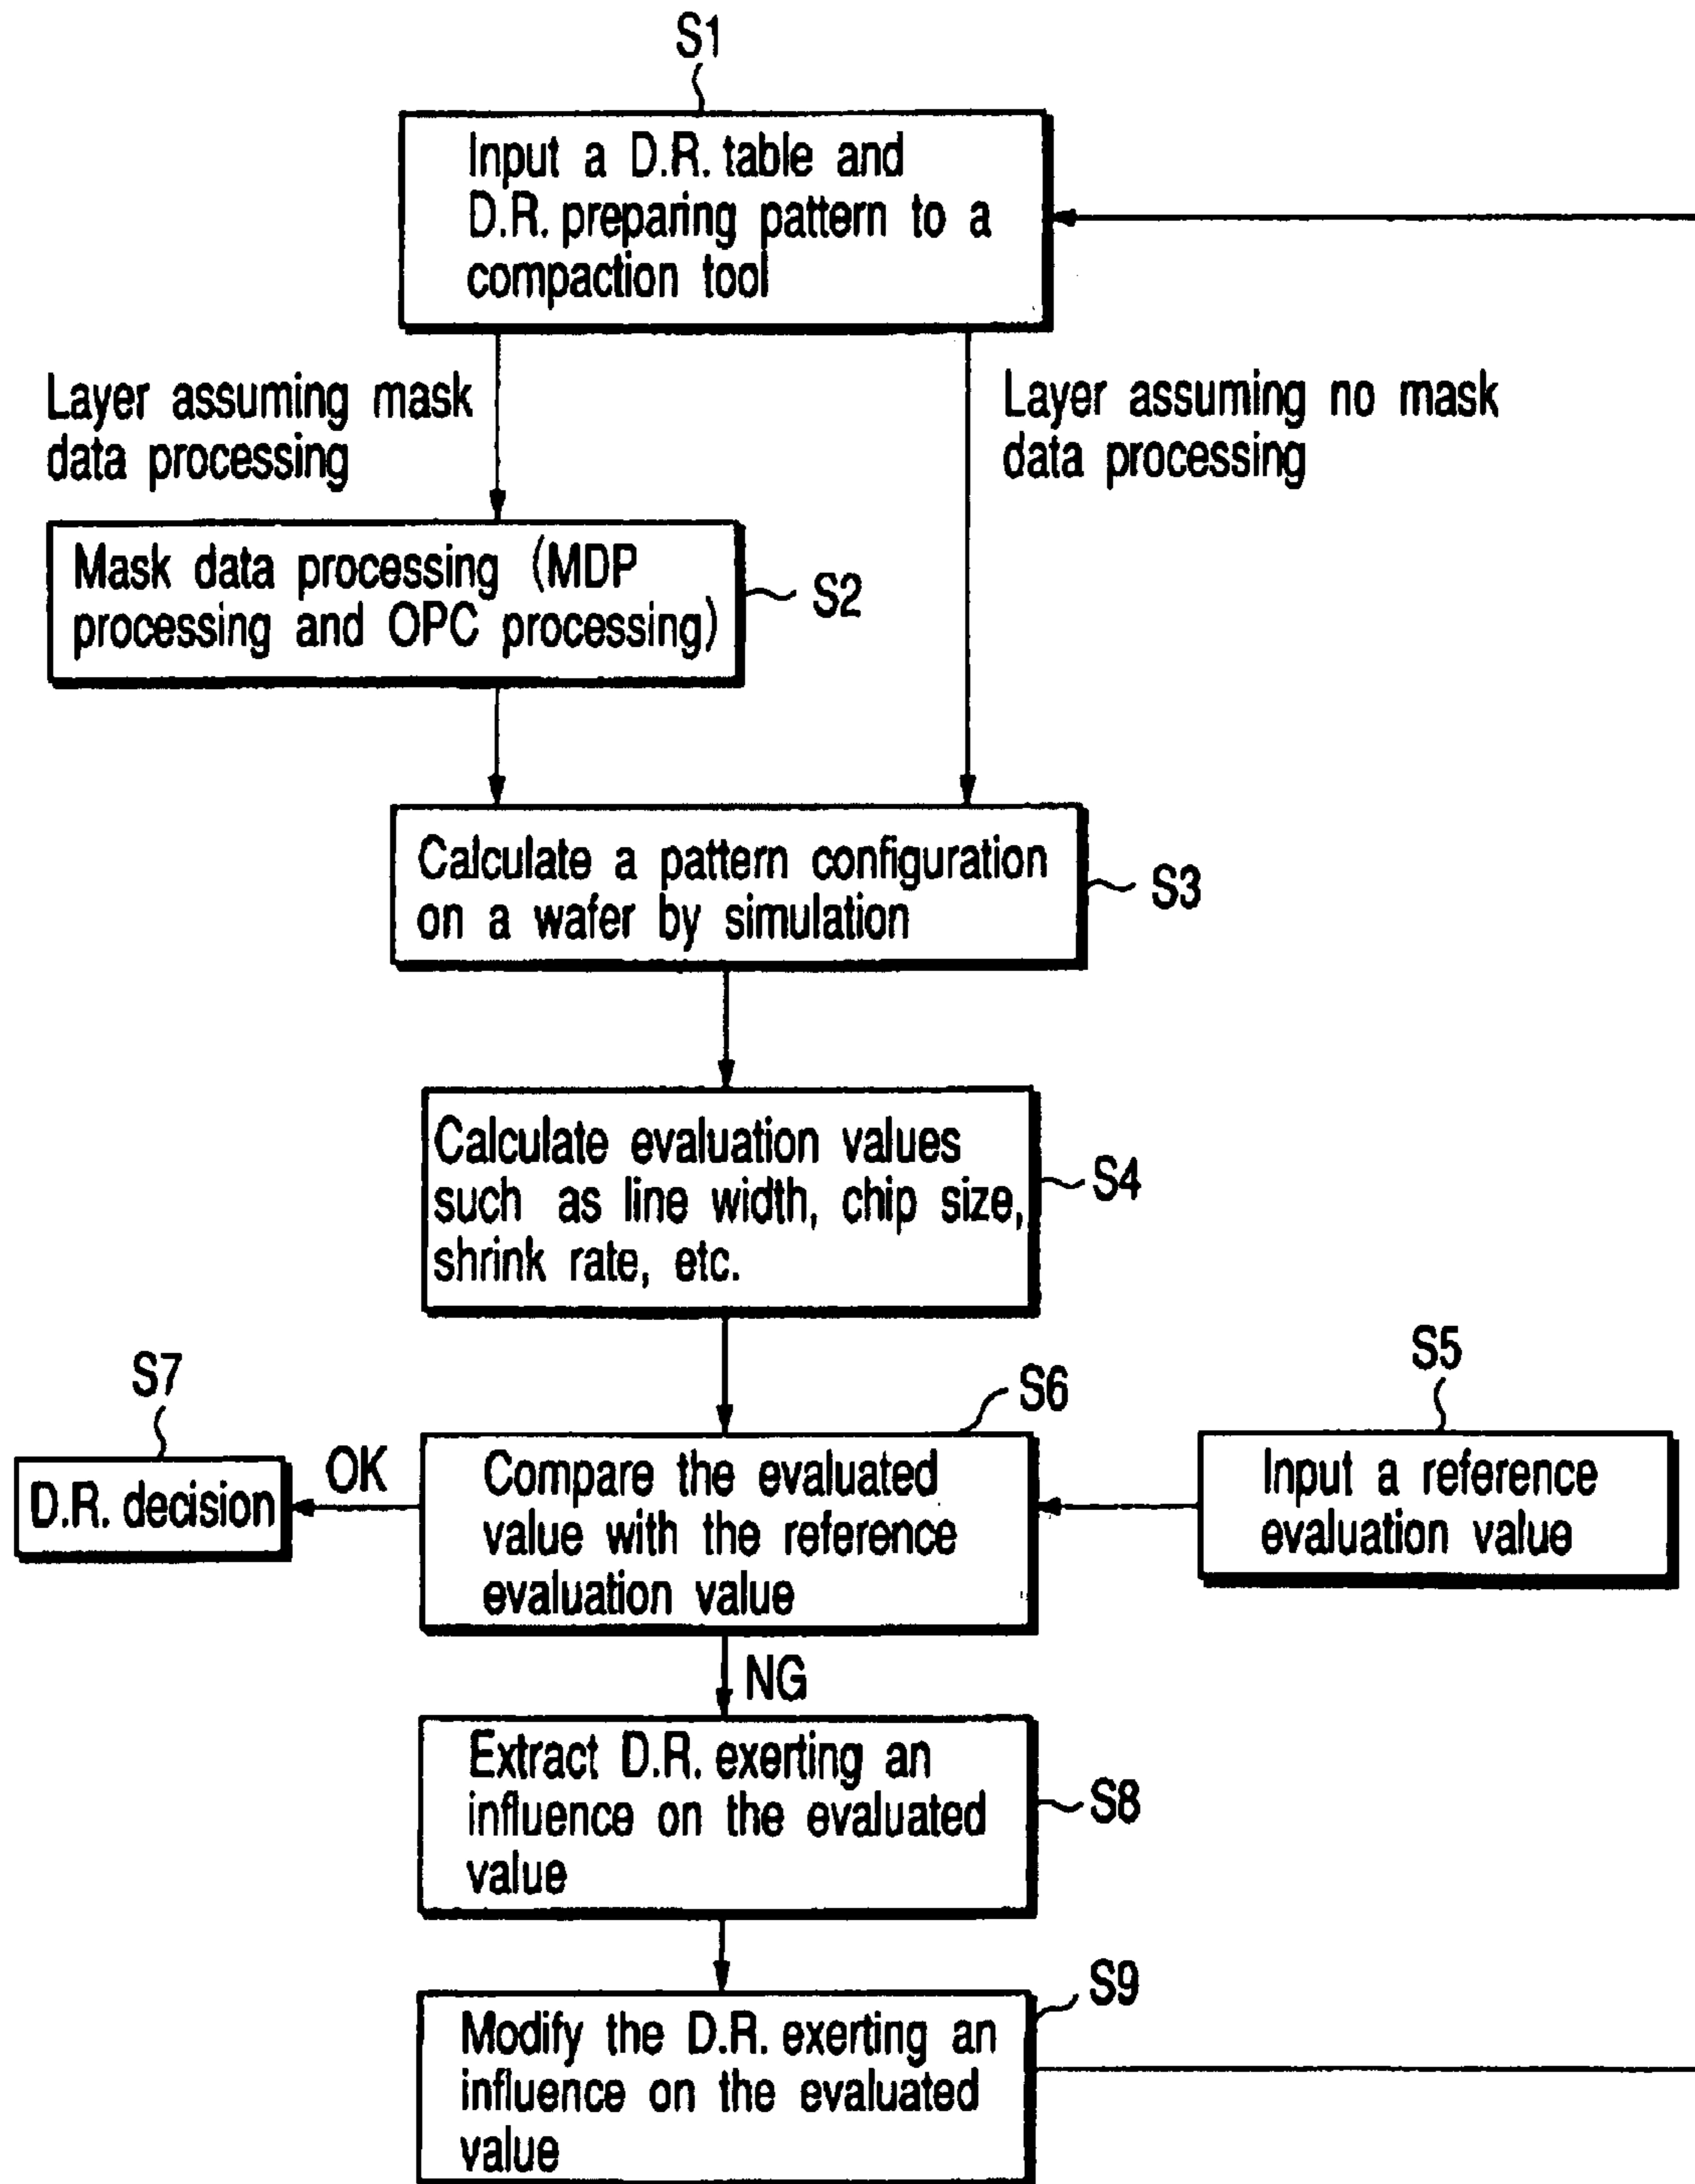 S1
Input a D.R. table and
D.R. preparing pattern to a
compaction tool
Layer assuming mask
data processing
Layer assuming no mask
data processing
Mask data processing (MDP
processing and OPC processing)
S2
Calculate a pattern configuration
on a wafer by simulation
S3
Calculate evaluation values
such as line width, chip size,
shrink rate, etc.
S4
S7
D.R. decision
OK
S6
Compare the evaluated
value with the reference
evaluation value
S5
Input a reference
evaluation value
NG
Extract D.R. exerting an
influence on the evaluated
value
S8
S9
Modify the D.R. exerting an
influence on the evaluated
value